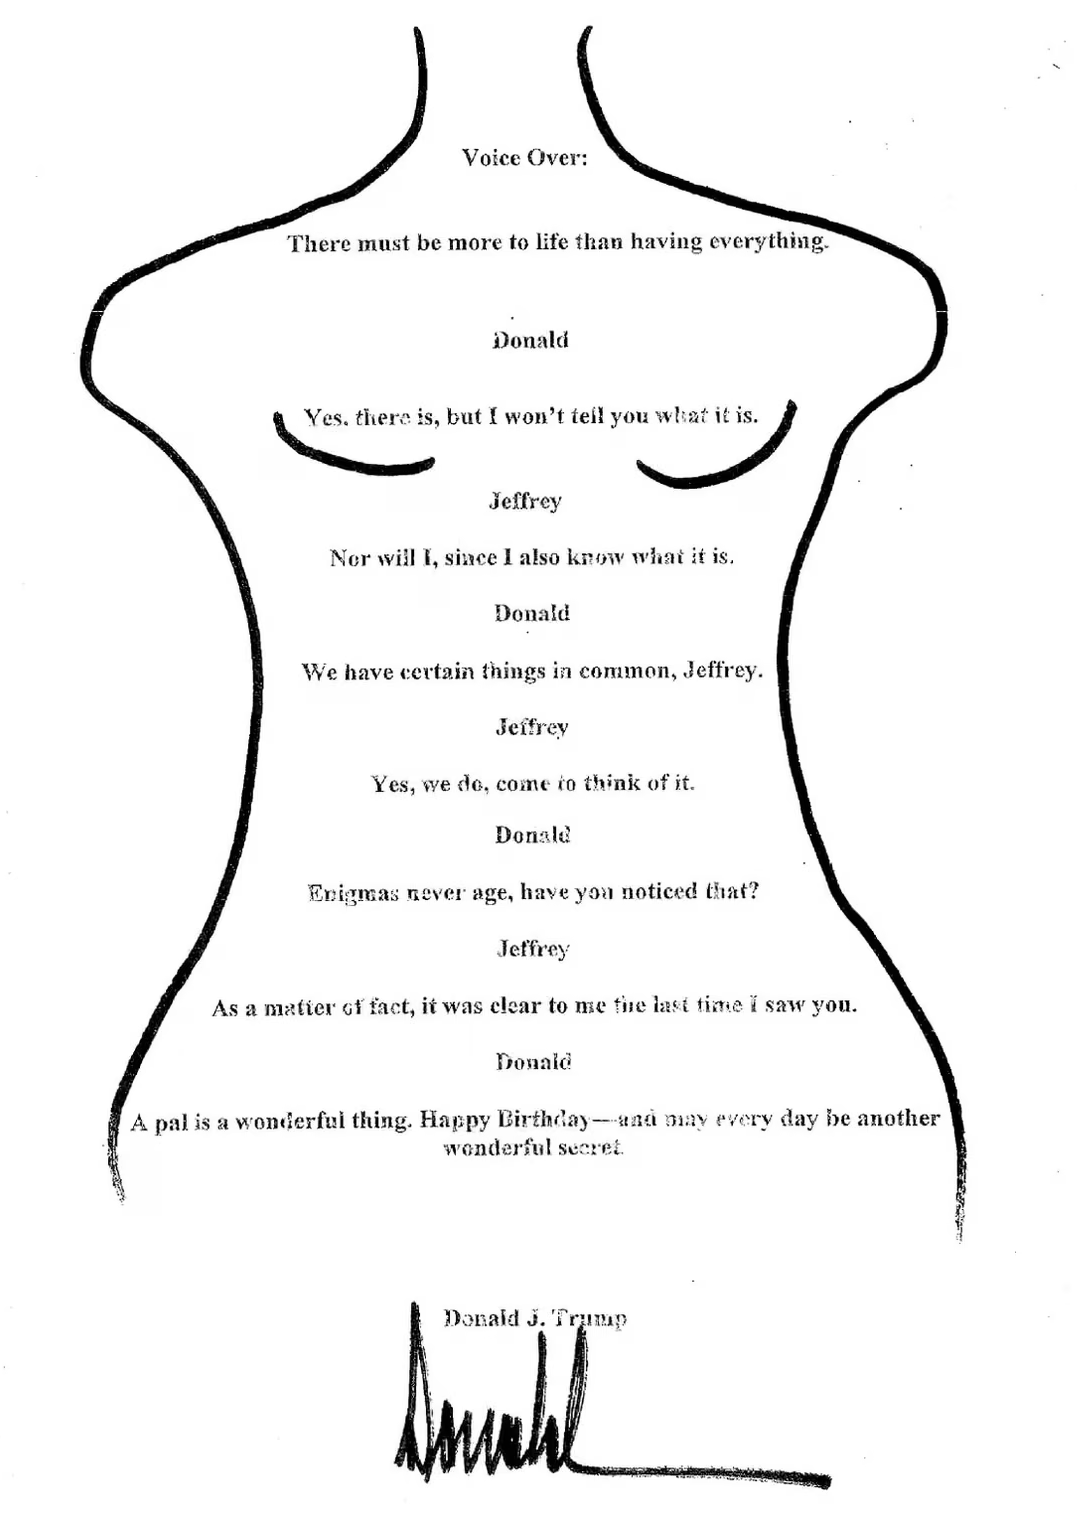 Voice Over:
There must be more to life than having everything.
Donald
Yes, there is, but I won't tell you what it is.
Jeffrey
Nor will I, since I also know what it is.
Donald
We have certain things in common, Jeffrey.
Jeffrey
Yes, we do, come to think of it.
Donald
Enigmas never age, have you noticed that?
Jeffrey
As a matter of fact, it was clear to me the last time I saw you.
Donald
A pal is a wonderful thing. Happy Birthday—and may every day be another
wonderful secret.
Donald J. Trump
Donald